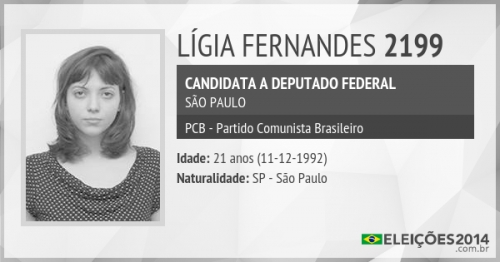 LÍGIA FERNANDES 2199
CANDIDATA A DEPUTADO FEDERAL
SÃO PAULO
PCB - Partido Comunista Brasileiro
Idade: 21 anos (11-12-1992)
Naturalidade: SP - São Paulo
ELEIÇÕES2014
.com.br